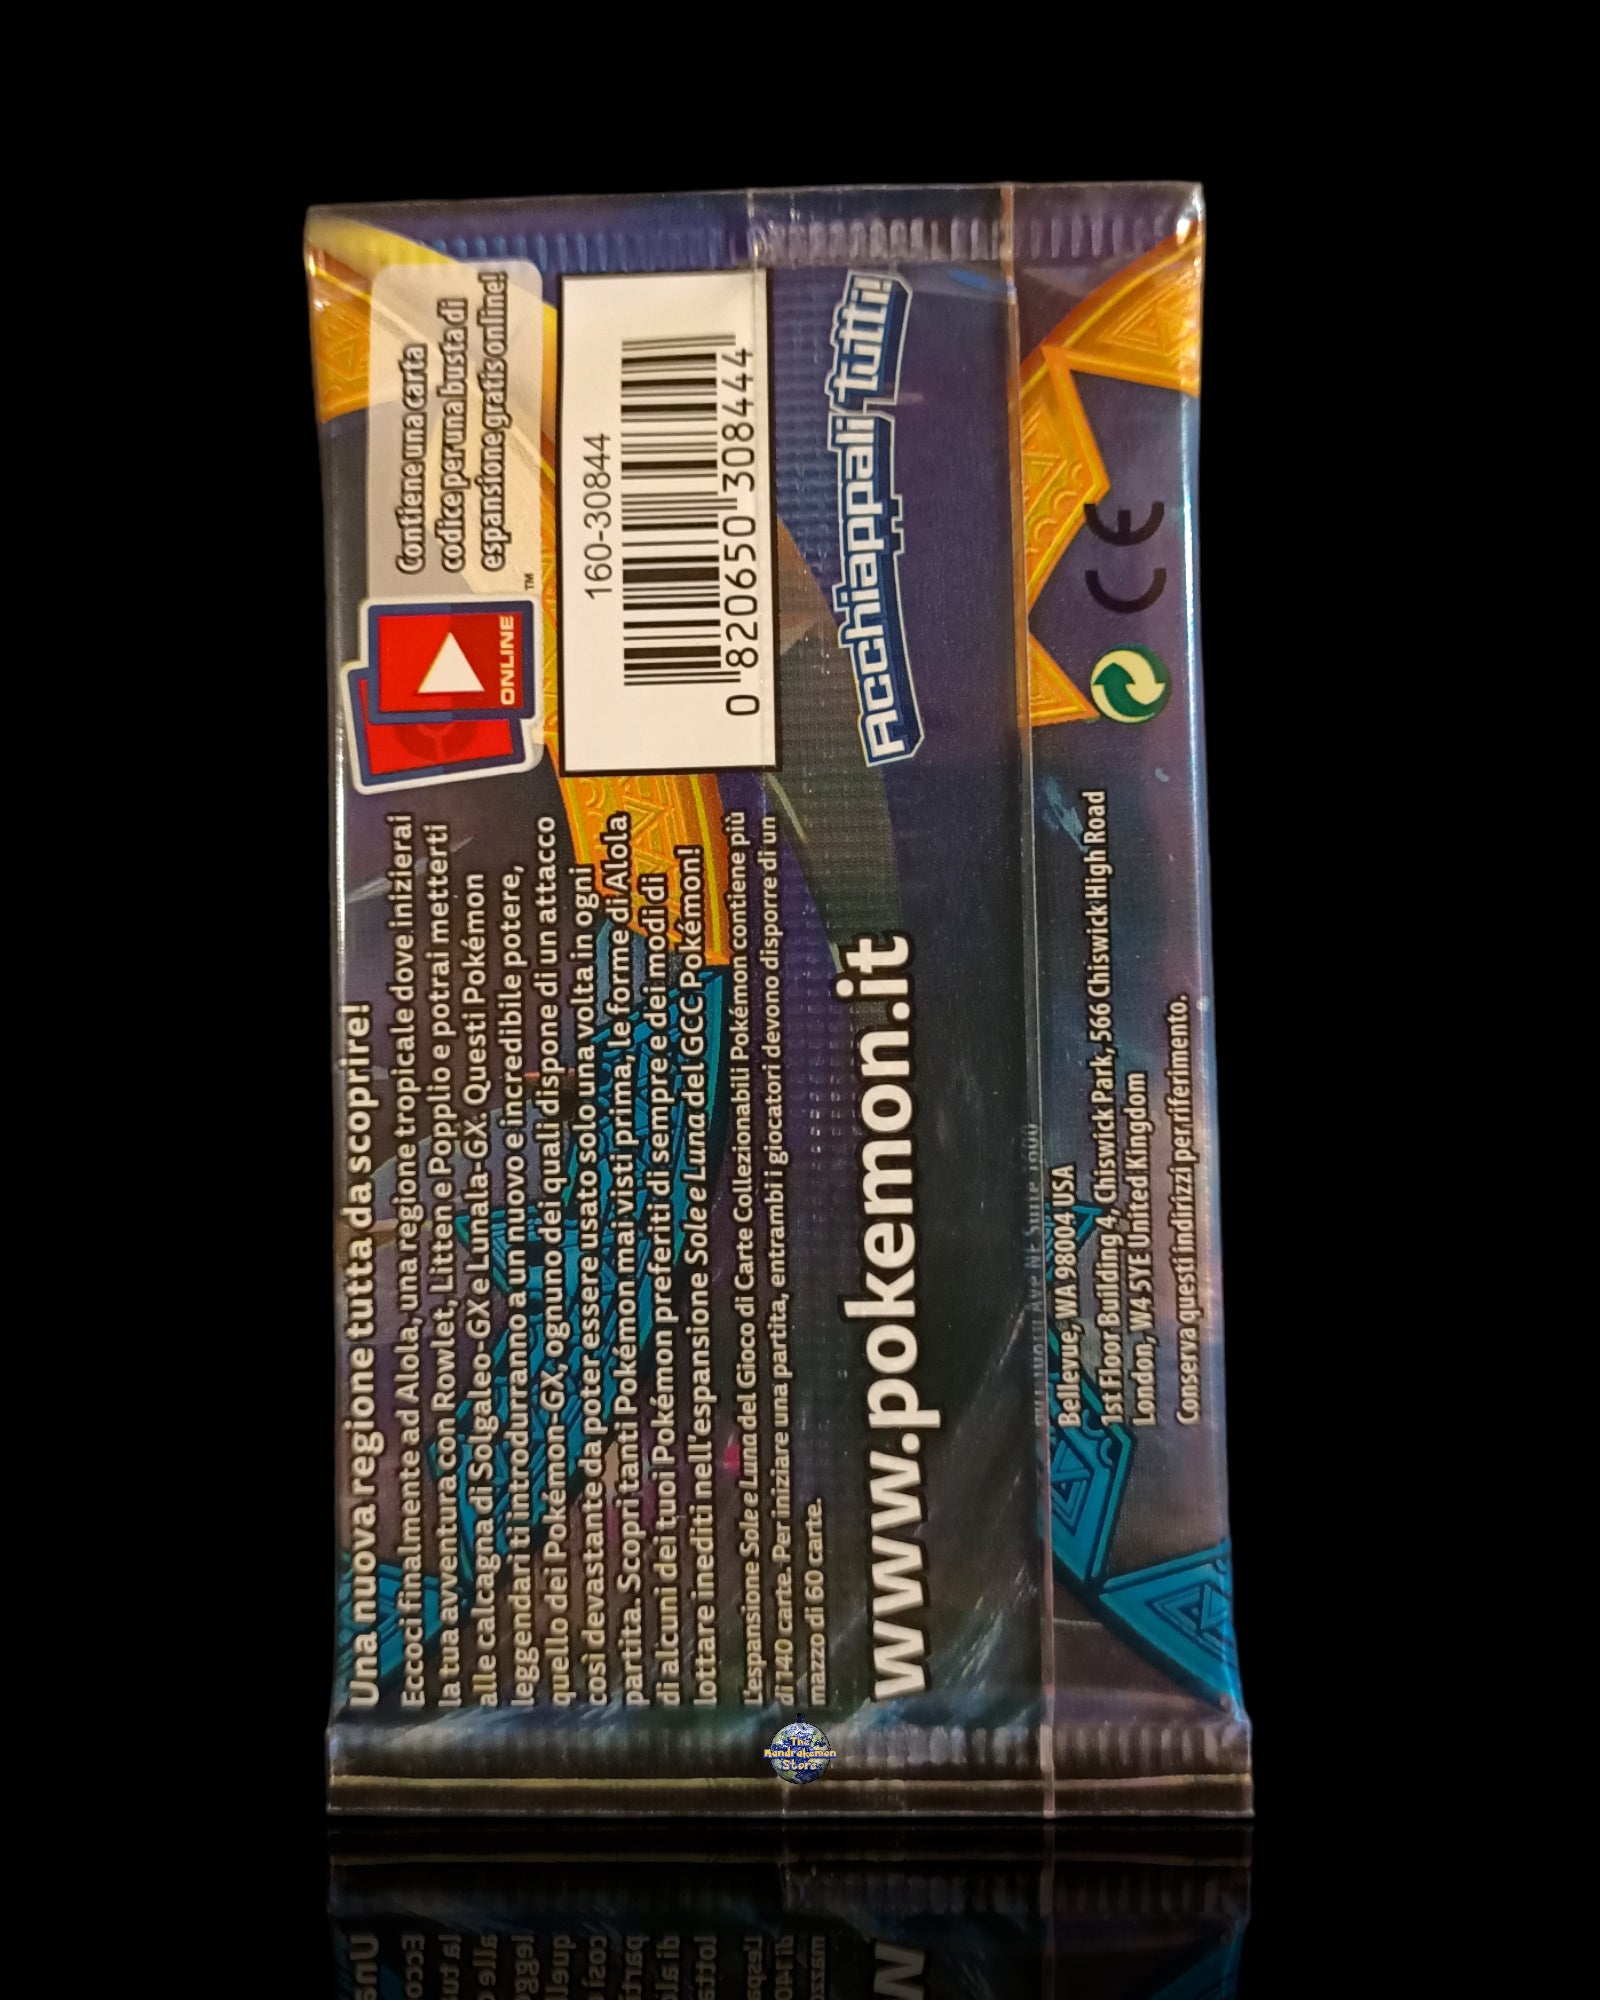 Una nuova regione tutta da scoprire!
Eccoci finalmente ad Alola, una regione tropicale dove inizierai
la tua avventura con Rowlet, Litten e Popplio e potrai metterti
alle calcagna di Solgaleo-GX e Lunala-GX. Questi Pokémon
leggendari ti introdurranno a un nuovo e incredibile potere,
quello dei Pokémon-GX, ognuno dei quali dispone di un attacco
così devastante da poter essere usato solo una volta in ogni
partita. Scopri tanti Pokémon mai visti prima, le forme di Alola
di alcuni dei tuoi Pokémon preferiti di sempre e dei modi di
lottare inediti nell'espansione Sole e Luna del GCC Pokémon!
L'espansione Sole e Luna del Gioco di Carte Collezionabili Pokémon contiene più
di 140 carte. Per iniziare una partita, entrambi i giocatori devono disporre di un
mazzo di 60 carte.
www.pokemon.it
ONLINE
TM
Contiene una carta
codice per una busta di
espansione gratis online!
160-30844
0 820650 308444
Acchiappali tutti!
Ave NE Suite
Bellevue, WA 98004 USA
1st Floor Building 4, Chiswick Park, 566 Chiswick High Road
London, W4 5YE United Kingdom
Conserva questi indirizzi per riferimento.
CE
The
Mandrakemon
Store